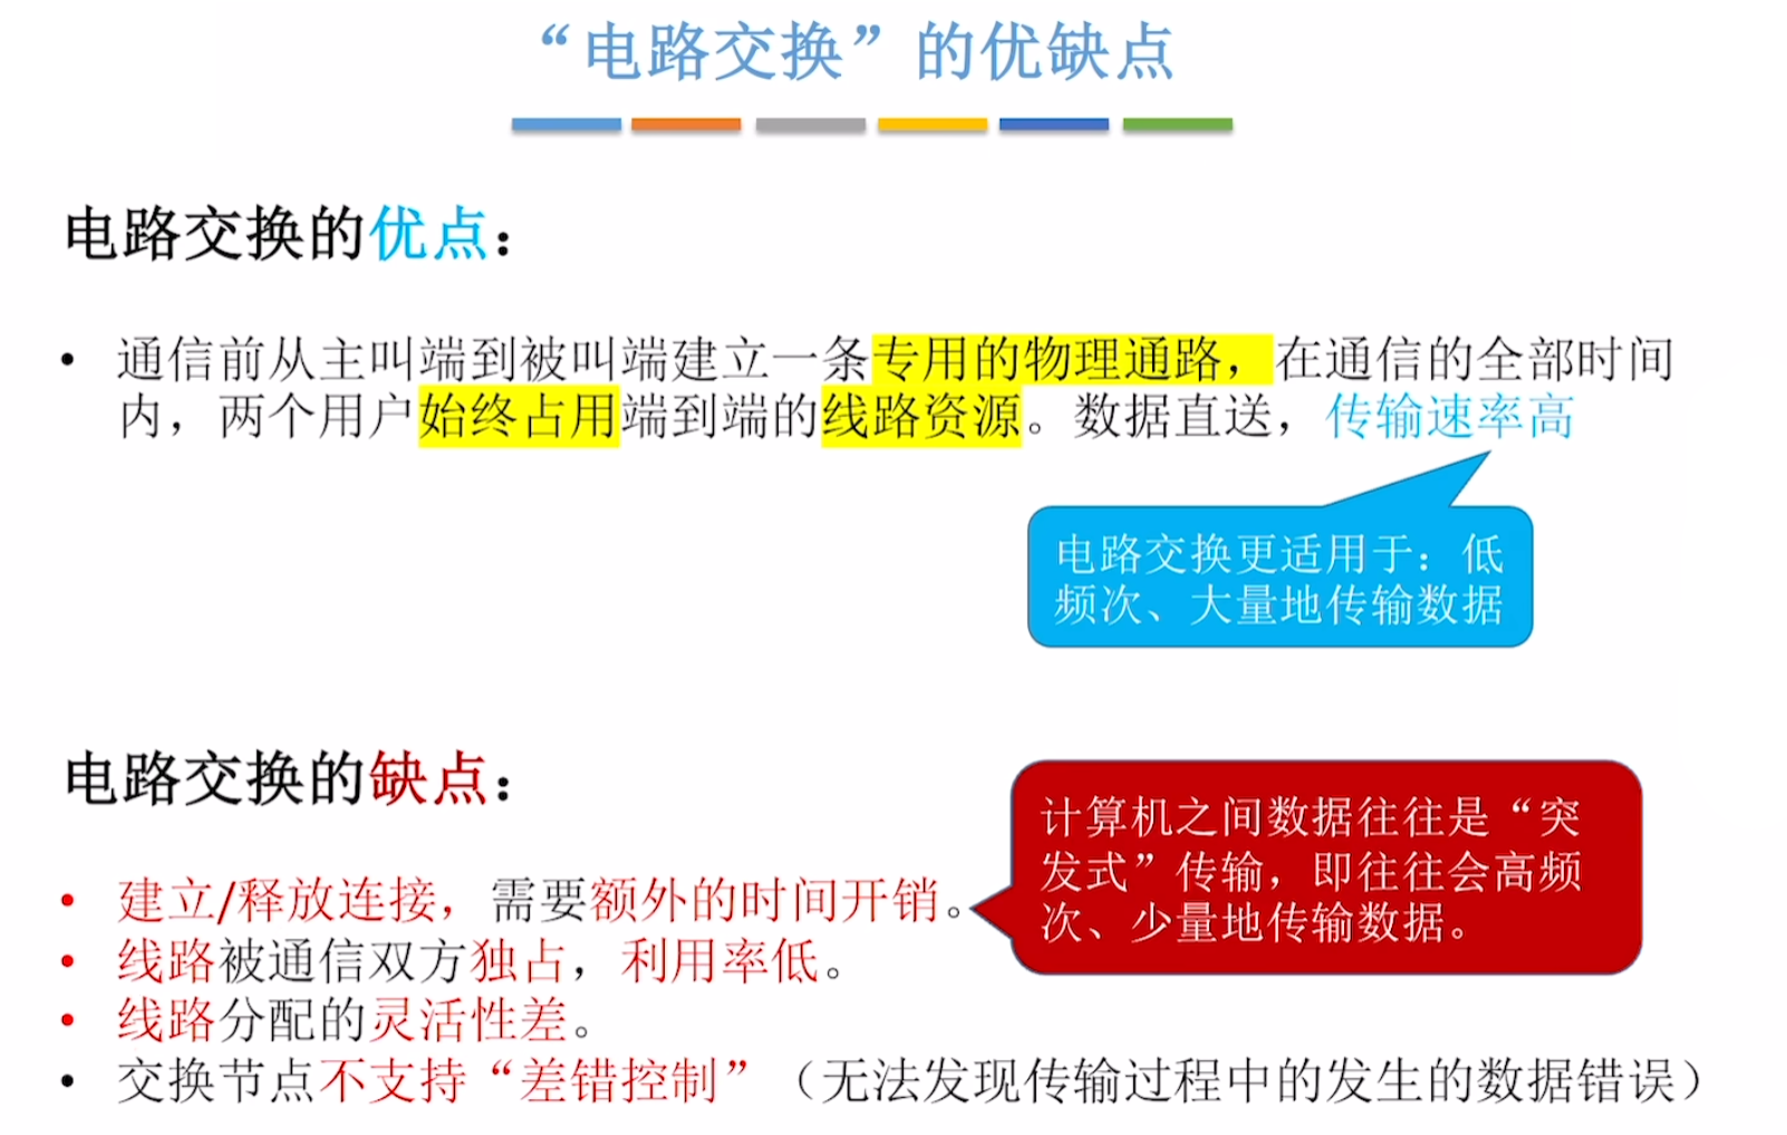 “电路交换”的优缺点
电路交换的优点：
• 通信前从主叫端到被叫端建立一条专用的物理通路，在通信的全部时间
内，两个用户始终占用端到端的线路资源。数据直送，传输速率高
电路交换更适用于：低
频次、大量地传输数据
电路交换的缺点：
计算机之间数据往往是“突
发式”传输，即往往会高频
次、少量地传输数据。
• 建立/释放连接，需要额外的时间开销。
• 线路被通信双方独占，利用率低。
• 线路分配的灵活性差。
• 交换节点不支持“差错控制”（无法发现传输过程中的发生的数据错误）